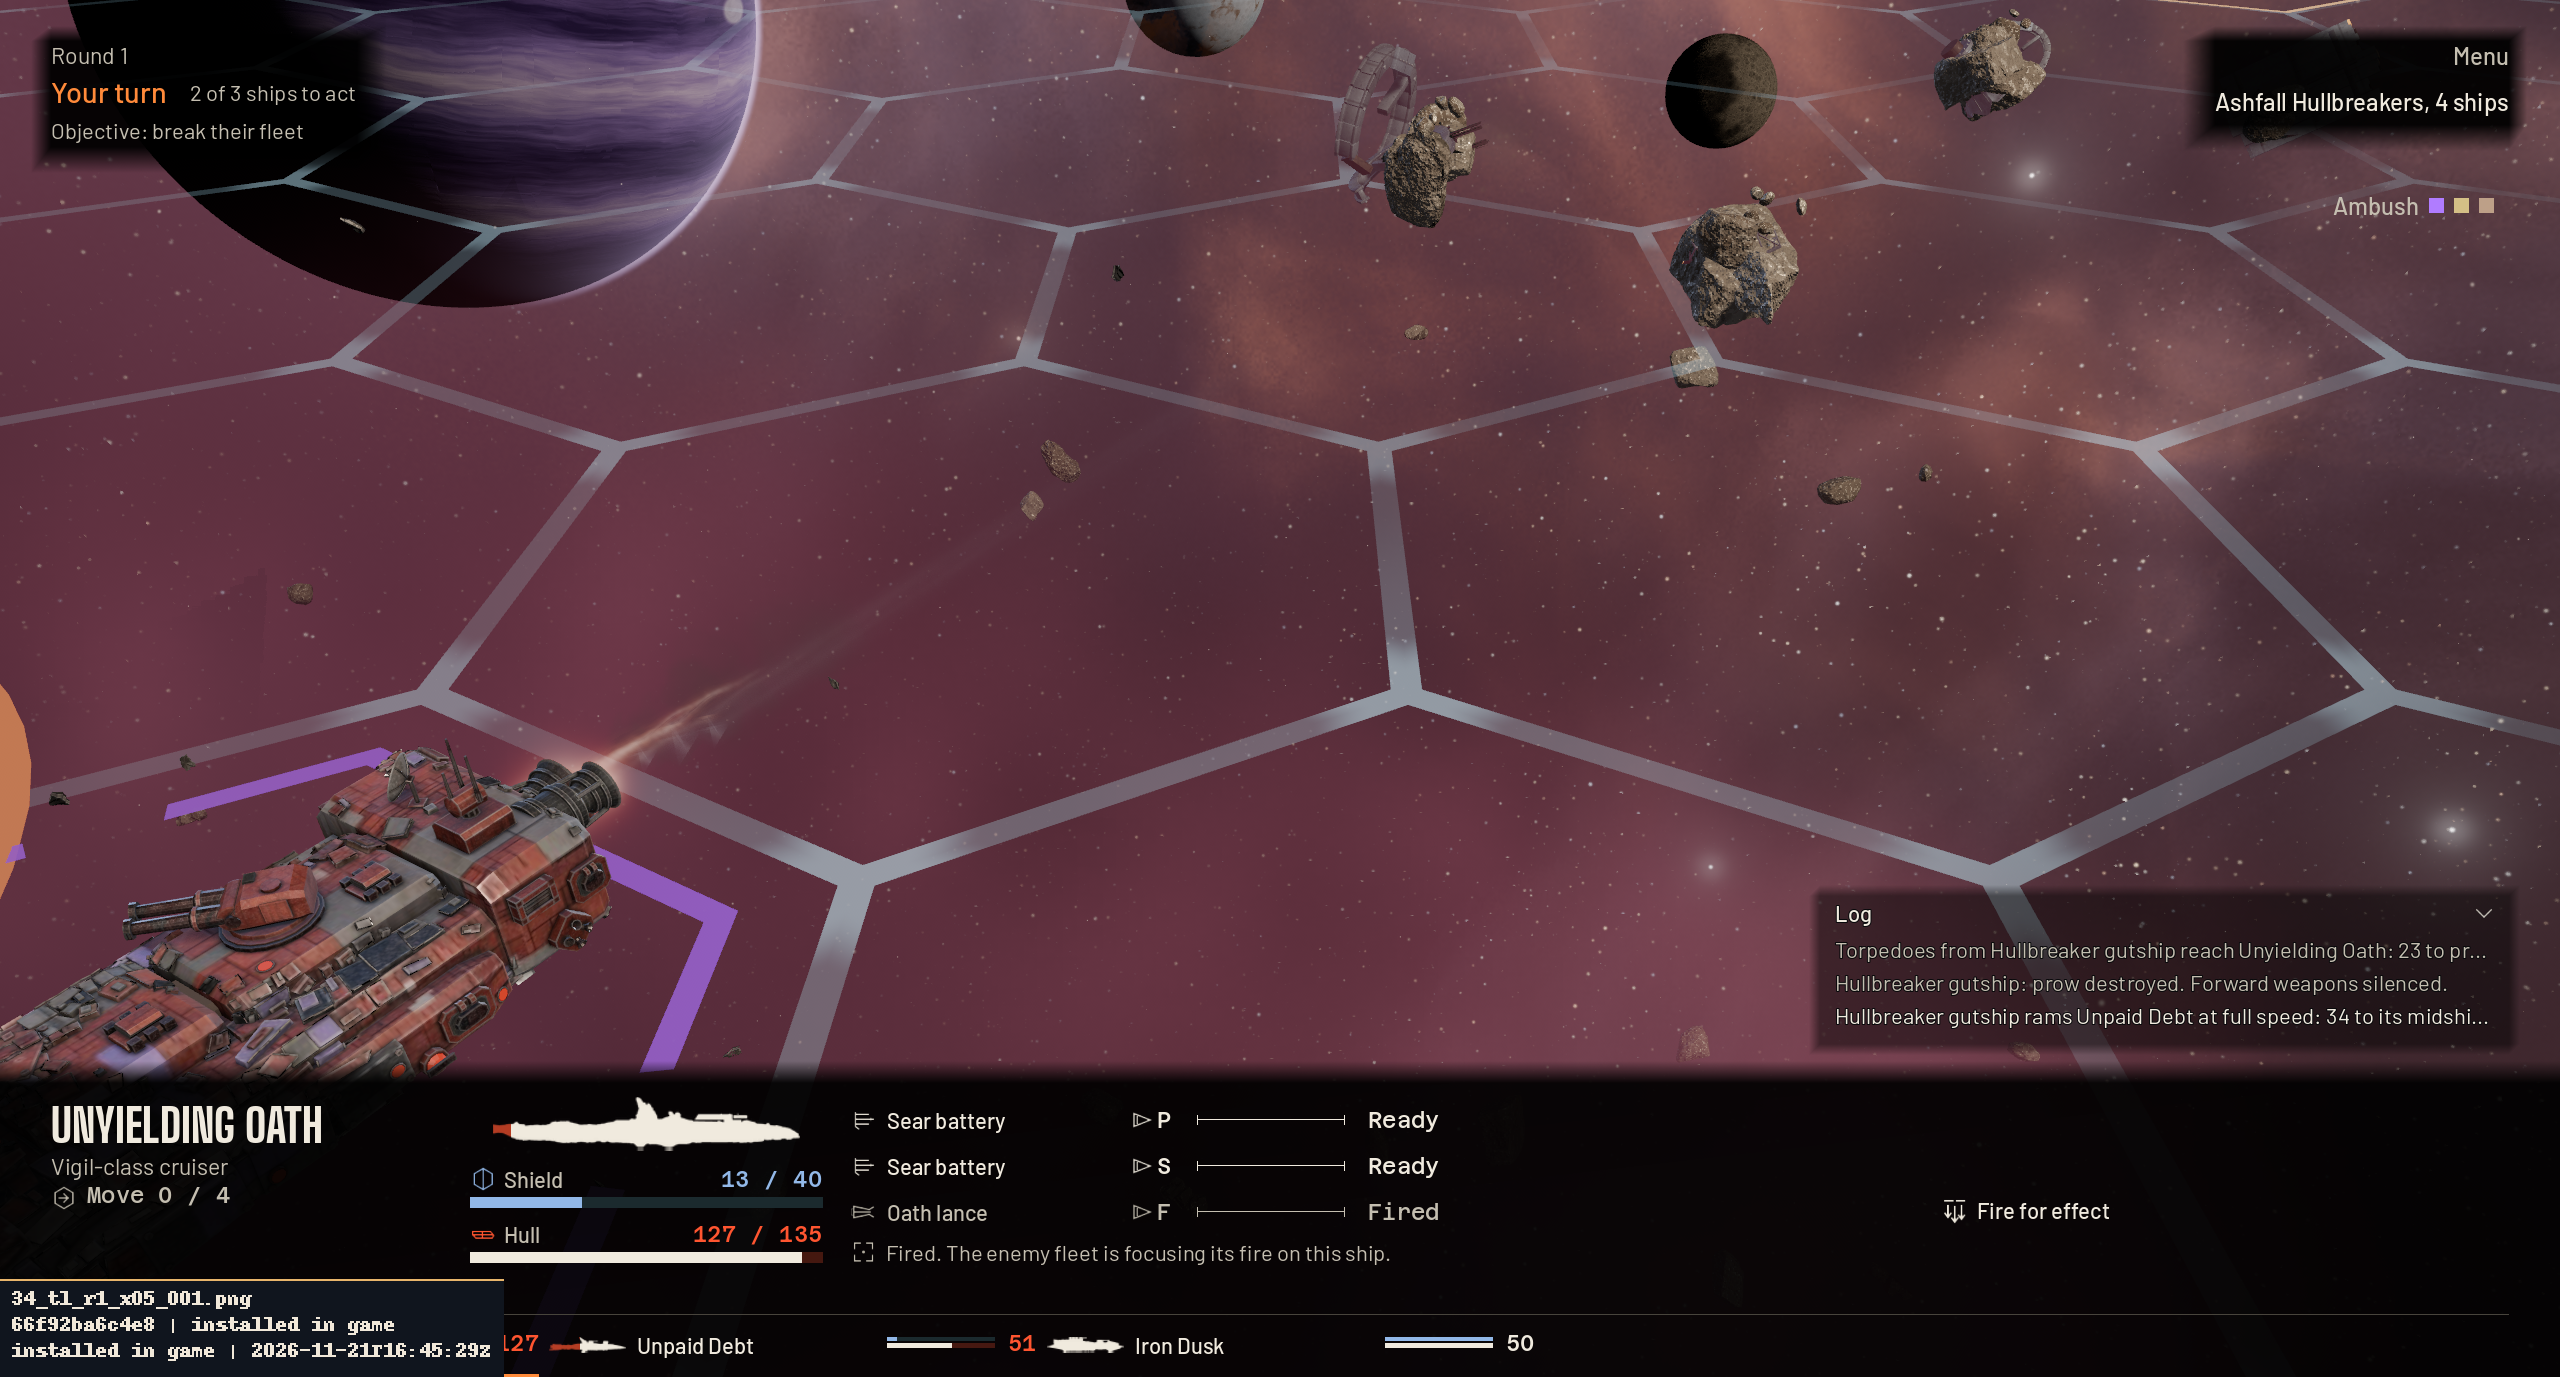 Round 1
Your turn 2 of 3 ships to act
Objective: break their fleet
Menu
Ashfall Hullbreakers, 4 ships
Ambush
Log
Torpedoes from Hullbreaker gutship reach Unyielding Oath: 23 to pr...
Hullbreaker gutship: prow destroyed. Forward weapons silenced.
Hullbreaker gutship rams Unpaid Debt at full speed: 34 to its midshi...
UNYIELDING OATH
Vigil-class cruiser
Move 0 / 4
Shield 13 / 40
Hull 127 / 135
Sear battery P Ready
Sear battery S Ready
Oath lance F Fired
Fired. The enemy fleet is focusing its fire on this ship.
Fire for effect
34_tl_r1_x05_001.png
66f92ba6c4e8 | installed in game
installed in game | 2026-11-21r16:45:29z
127 Unpaid Debt 51 Iron Dusk 50